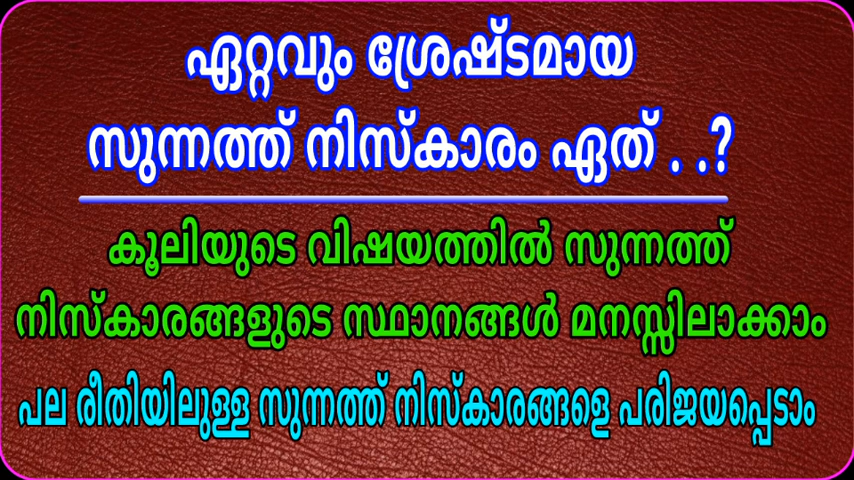 ഏറ്റവും ശ്രേഷ്ടമായ
സുന്നത്ത് നിസ്കാരം ഏത് . .?
കൂലിയുടെ വിഷയത്തിൽ സുന്നത്ത്
നിസ്കാരങ്ങളുടെ സ്ഥാനങ്ങൾ മനസ്സിലാക്കാം
പല രീതിയിലുള്ള സുന്നത്ത് നിസ്കാരങ്ങളെ പരിജയപ്പെടാം